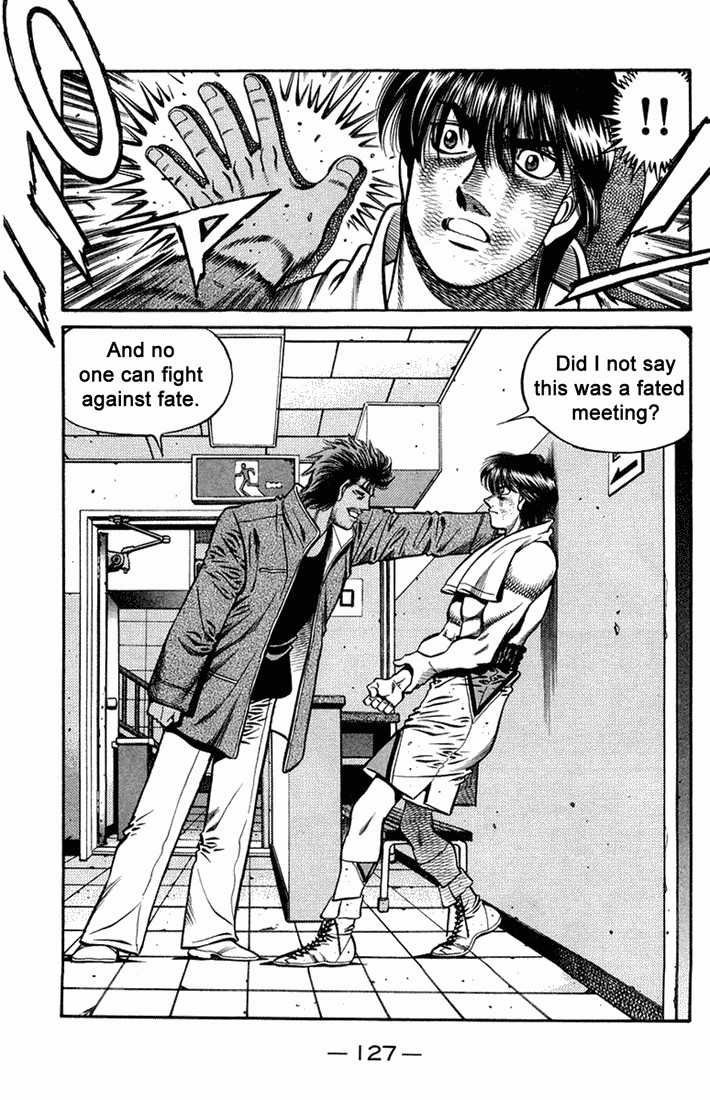 !!
Did I not say
this was a fated
meeting?
And no
one can fight
against fate.
— 127 —